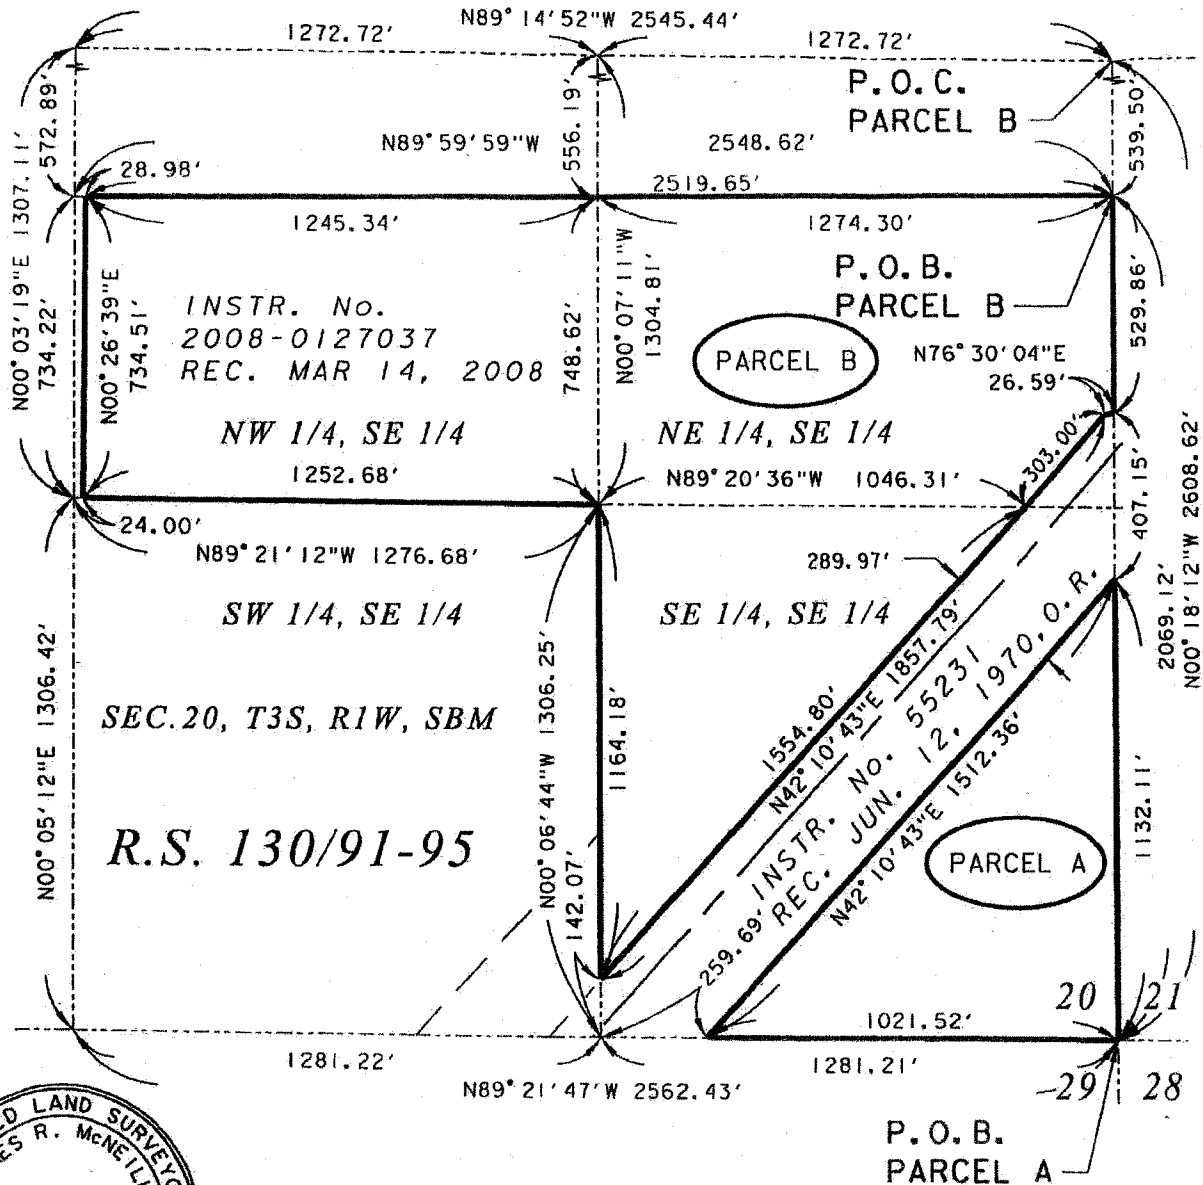 N89°14'52"W 2545.44'
1272.72'
1272.72'
P.O.C.
PARCEL B
572.89'
556.19'
539.50'
N89°59'59"W
2548.62'
28.98'
2519.65'
1245.34'
1274.30'
N00°03'19"E 1307.11'
734.22'
N00°26'39"E
734.51'
INSTR. No.
2008-0127037
REC. MAR 14, 2008
748.62'
N00°07'11"W
1304.81'
P.O.B.
PARCEL B
529.86'
PARCEL B
N76°30'04"E
26.59'
NW 1/4, SE 1/4
NE 1/4, SE 1/4
303.00'
1252.68'
N89°20'36"W 1046.31'
24.00'
N89°21'12"W 1276.68'
289.97'
407.15'
2069.12'
N00°18'12"W 2608.62'
SW 1/4, SE 1/4
SE 1/4, SE 1/4
N00°05'12"E 1306.42'
N00°06'44"W 1306.25'
1164.18'
142.07'
SEC.20, T3S, R1W, SBM
1554.80'
N42°10'43"E 1857.79'
INSTR. No. 55231
REC. JUN. 12, 1970, O.R.
N42°10'43"E 1512.36'
259.69'
R.S. 130/91-95
PARCEL A
1132.11'
20 21
1021.52'
1281.22'
1281.21'
N89°21'47'W 2562.43'
29 28
P.O.B.
PARCEL A
LAND SURVEYO
R. McNEIL